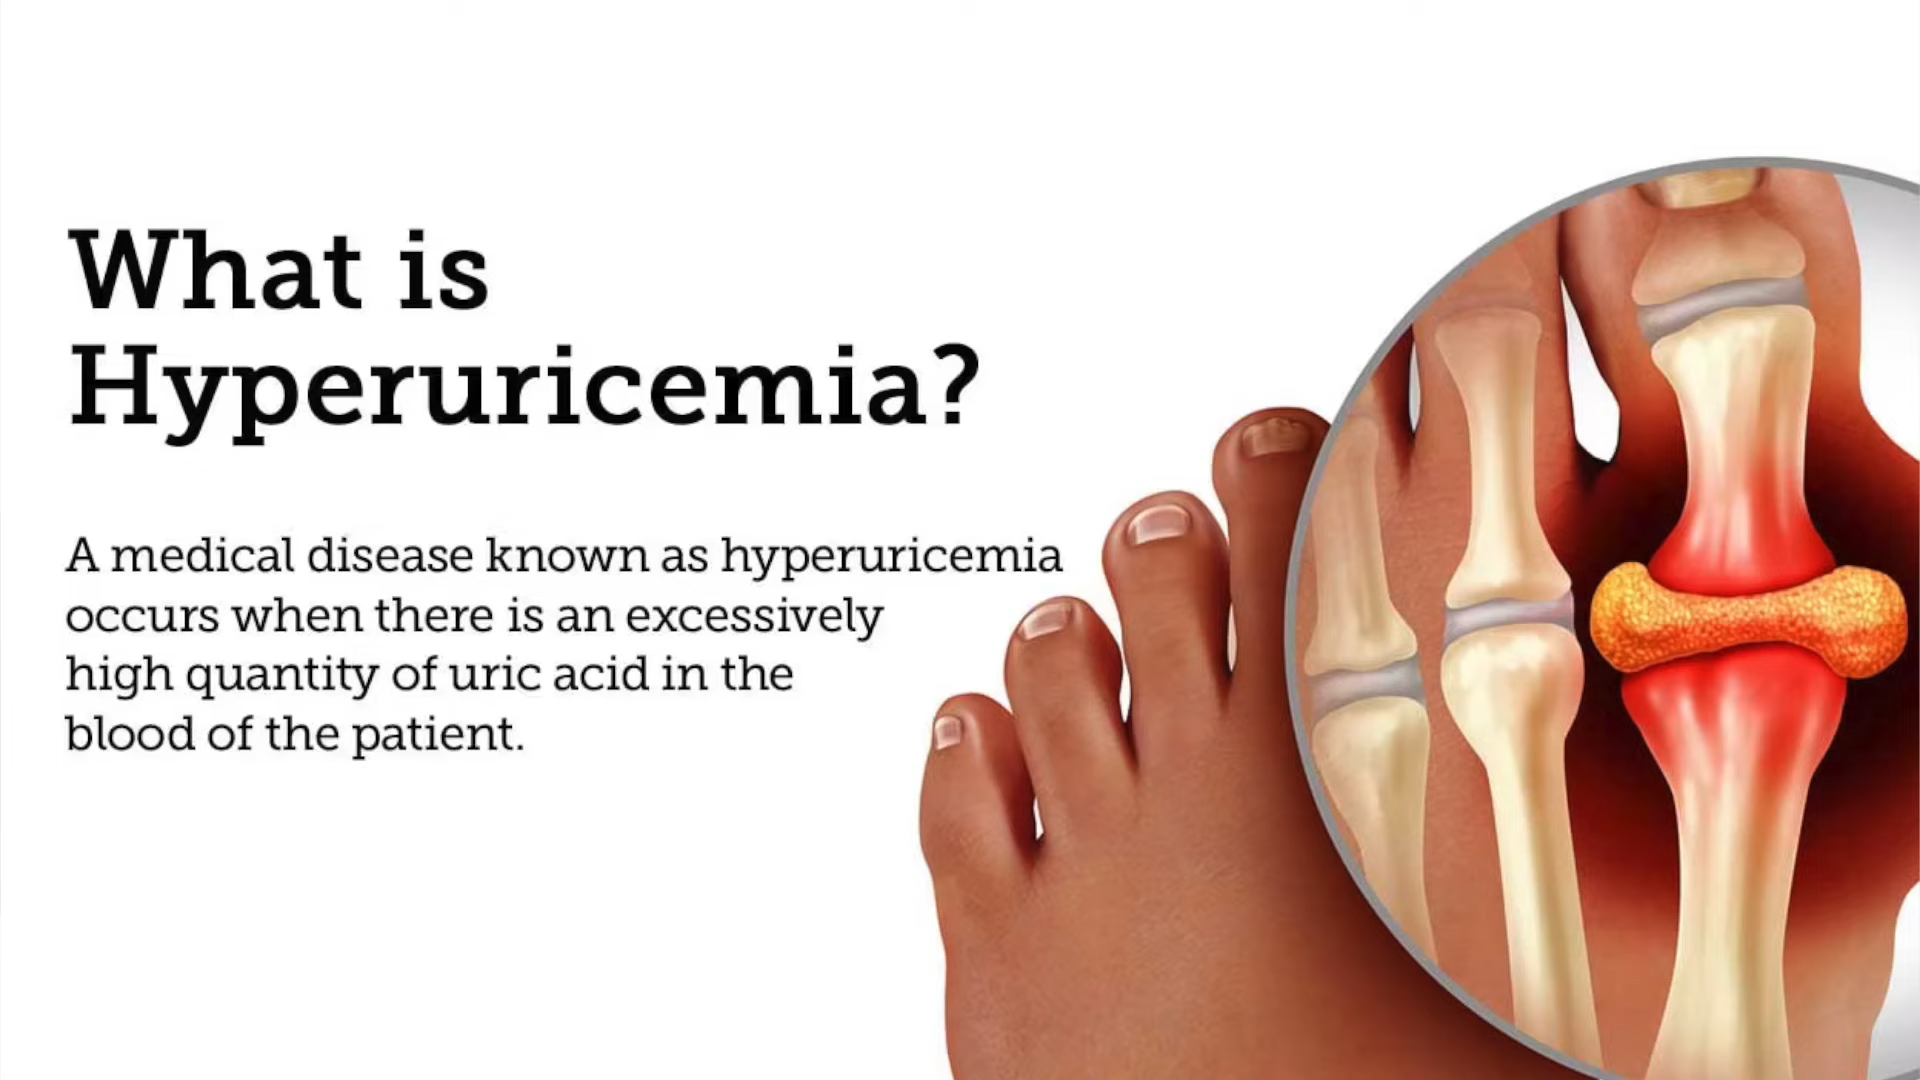 What is
Hyperuricemia?
A medical disease known as hyperuricemia
occurs when there is an excessively
high quantity of uric acid in the
blood of the patient.